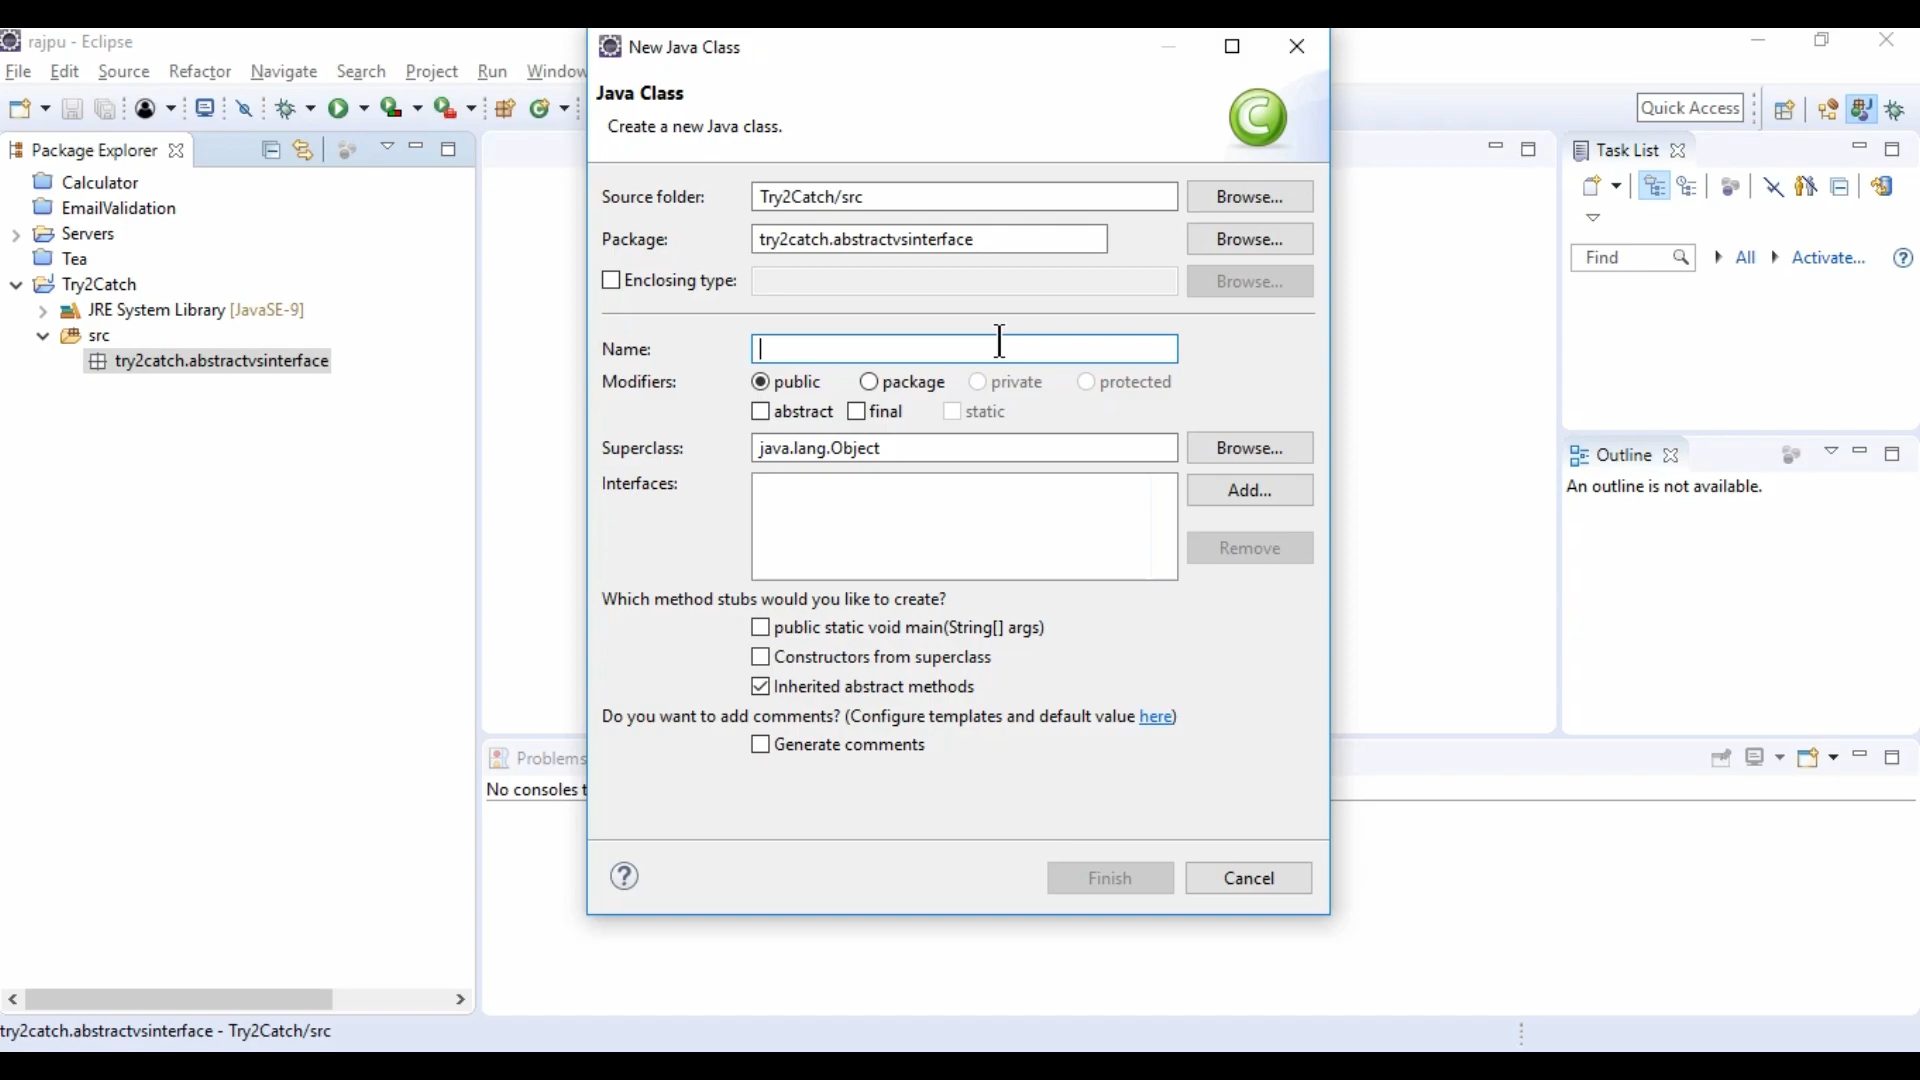 rajpu - Eclipse
File Edit Source Refactor Navigate Search Project Run Window
Quick Access
Package Explorer
Calculator
EmailValidation
Servers
Tea
Try2Catch
JRE System Library [JavaSE-9]
src
try2catch.abstractvsinterface
New Java Class
Java Class
Create a new Java class.
Source folder: Try2Catch/src Browse...
Package: try2catch.abstractvsinterface Browse...
Enclosing type: Browse...
Name:
Modifiers: public package private protected
abstract final static
Superclass: java.lang.Object Browse...
Interfaces: Add...
Remove
Which method stubs would you like to create?
public static void main(String[] args)
Constructors from superclass
Inherited abstract methods
Do you want to add comments? (Configure templates and default value here)
Generate comments
Finish Cancel
Task List
Find All Activate...
Outline
An outline is not available.
Problems
No consoles t
try2catch.abstractvsinterface - Try2Catch/src